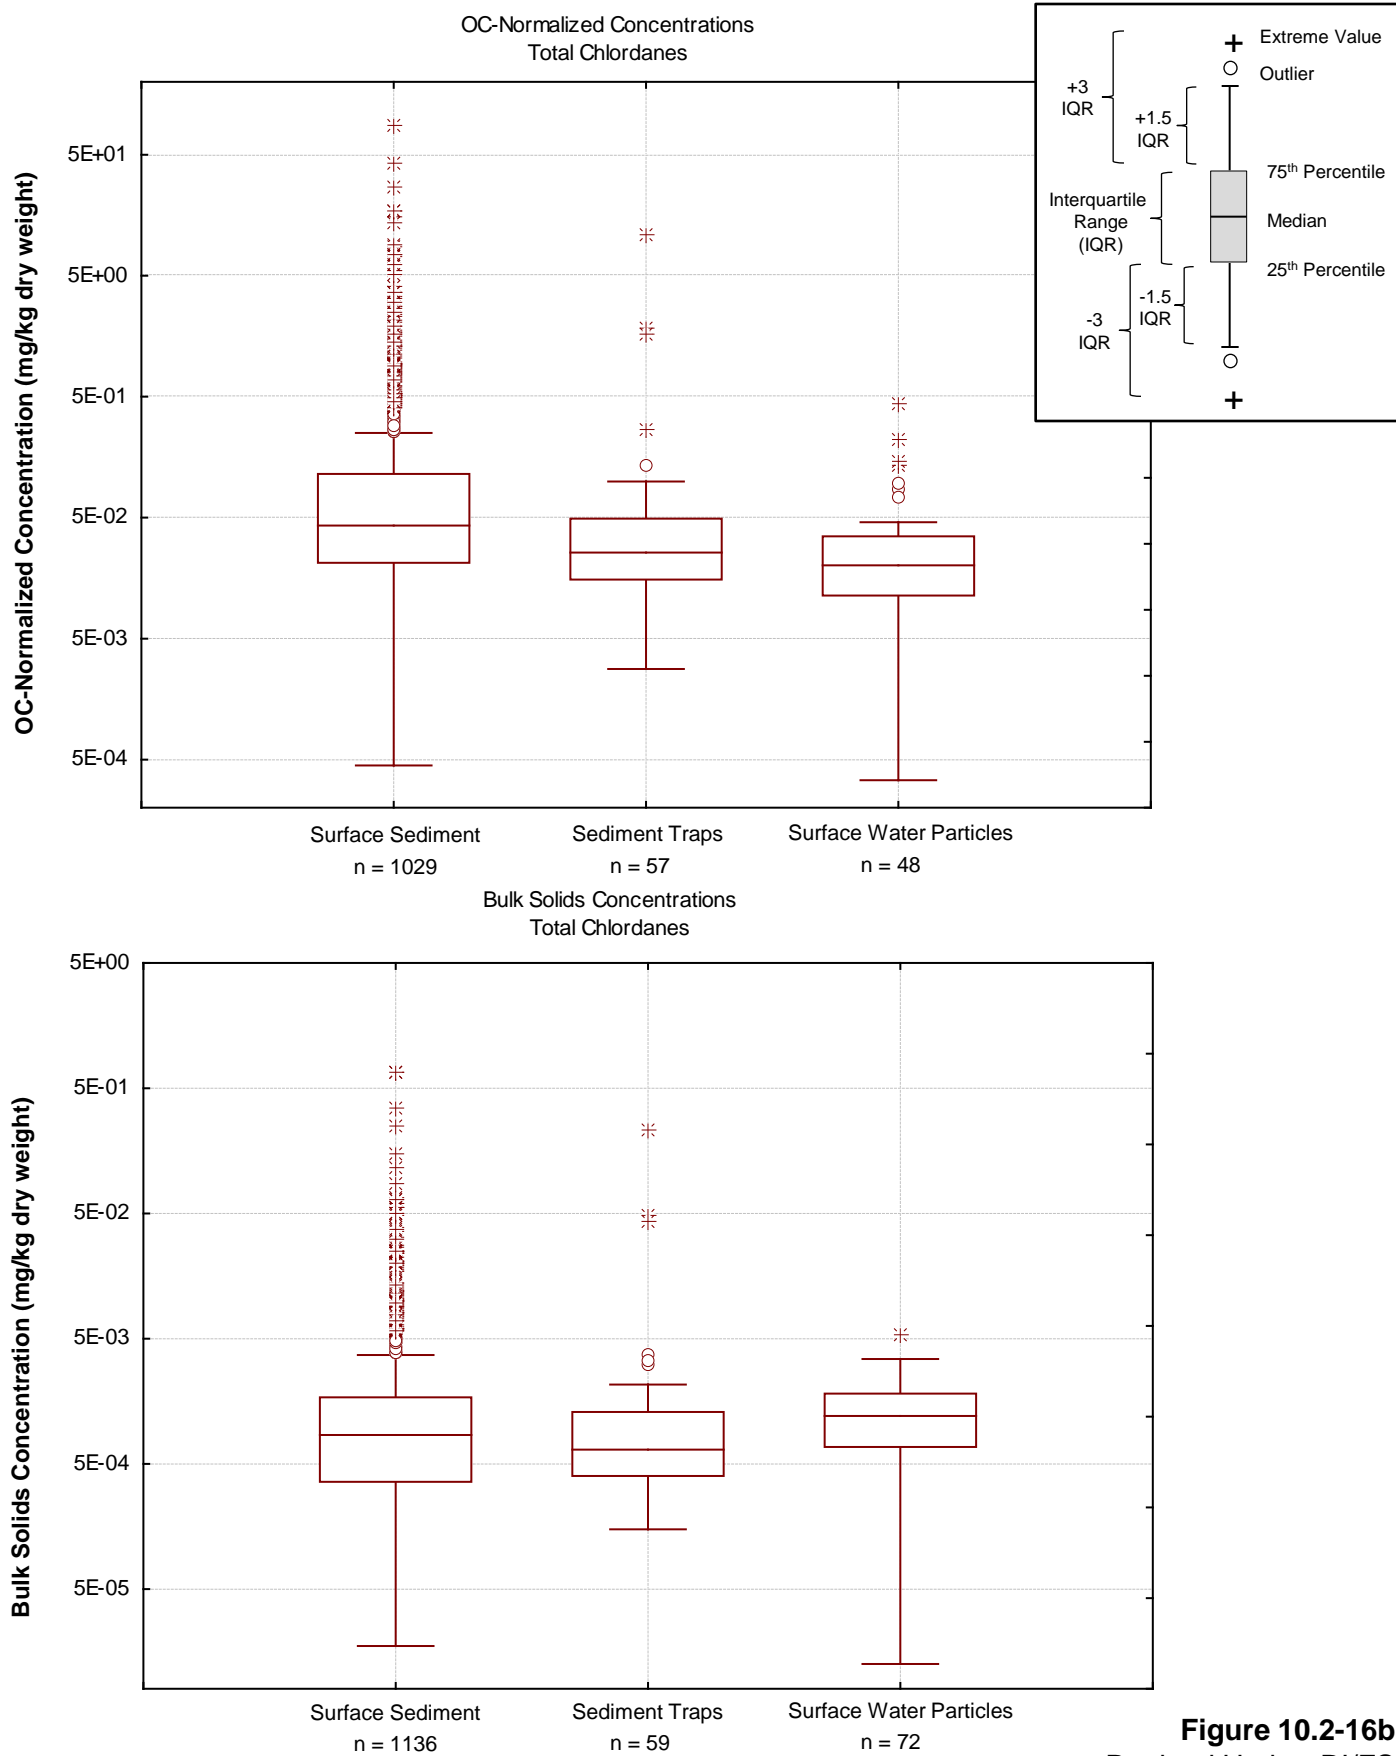 OC-Normalized Concentrations
Total Chlordanes
OC-Normalized Concentration (mg/kg dry weight)
5E+01
5E+00
5E-01
5E-02
5E-03
5E-04
Surface Sediment
n = 1029
Sediment Traps
n = 57
Surface Water Particles
n = 48
+ Extreme Value
Outlier
+3
IQR
+1.5
IQR
75th Percentile
Interquartile
Range
(IQR)
Median
25th Percentile
-1.5
IQR
-3
IQR
+
Bulk Solids Concentrations
Total Chlordanes
Bulk Solids Concentration (mg/kg dry weight)
5E+00
5E-01
5E-02
5E-03
5E-04
5E-05
Surface Sediment
n = 1136
Sediment Traps
n = 59
Surface Water Particles
n = 72
Figure 10.2-16b